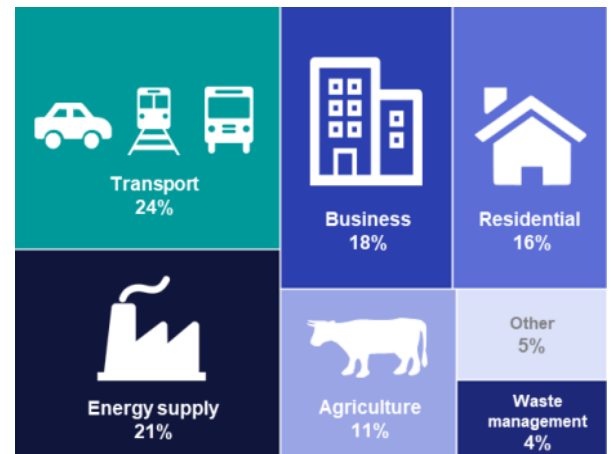 Transport
24%
Business
18%
Residential
16%
Energy supply
21%
Agriculture
11%
Other
5%
Waste
management
4%